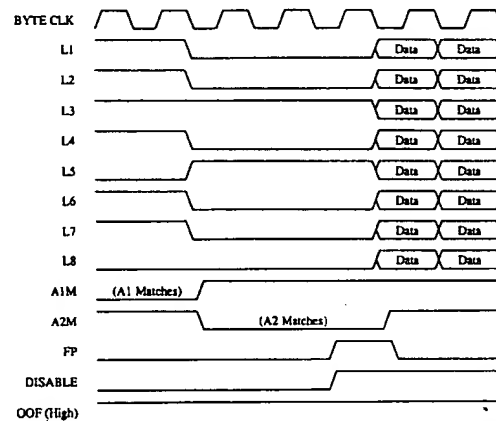 BYTE CLK
L1
L2
L3
L4
L5
L6
L7
L8
Data Data
Data Data
Data Data
Data Data
Data Data
Data Data
Data Data
Data Data
A1M (A1 Matches)
A2M (A2 Matches)
FP
DISABLE
OOF (High)